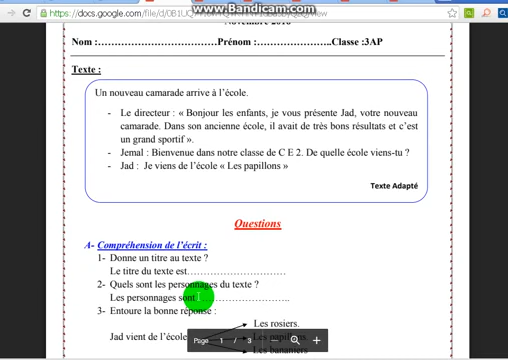 www.Bandicam.com
https://docs.google.com/file/d/0B1U
view
Novembre 2016
Nom :………………………………Prénom :…………………..Classe :3AP
Texte :
Un nouveau camarade arrive à l'école.
- Le directeur : « Bonjour les enfants, je vous présente Jad, votre nouveau
camarade. Dans son ancienne école, il avait de très bons résultats et c'est
un grand sportif ».
- Jemal : Bienvenue dans notre classe de C E 2. De quelle école viens-tu ?
- Jad : Je viens de l'école « Les papillons »
Texte Adapté
Questions
A- Compréhension de l'écrit :
1- Donne un titre au texte ?
Le titre du texte est…………………………
2- Quels sont les personnages du texte ?
Les personnages sont ………………………..
3- Entoure la bonne réponse :
Les rosiers.
Jad vient de l'école
Les papillons
Les bananiers
Page 1 / 3